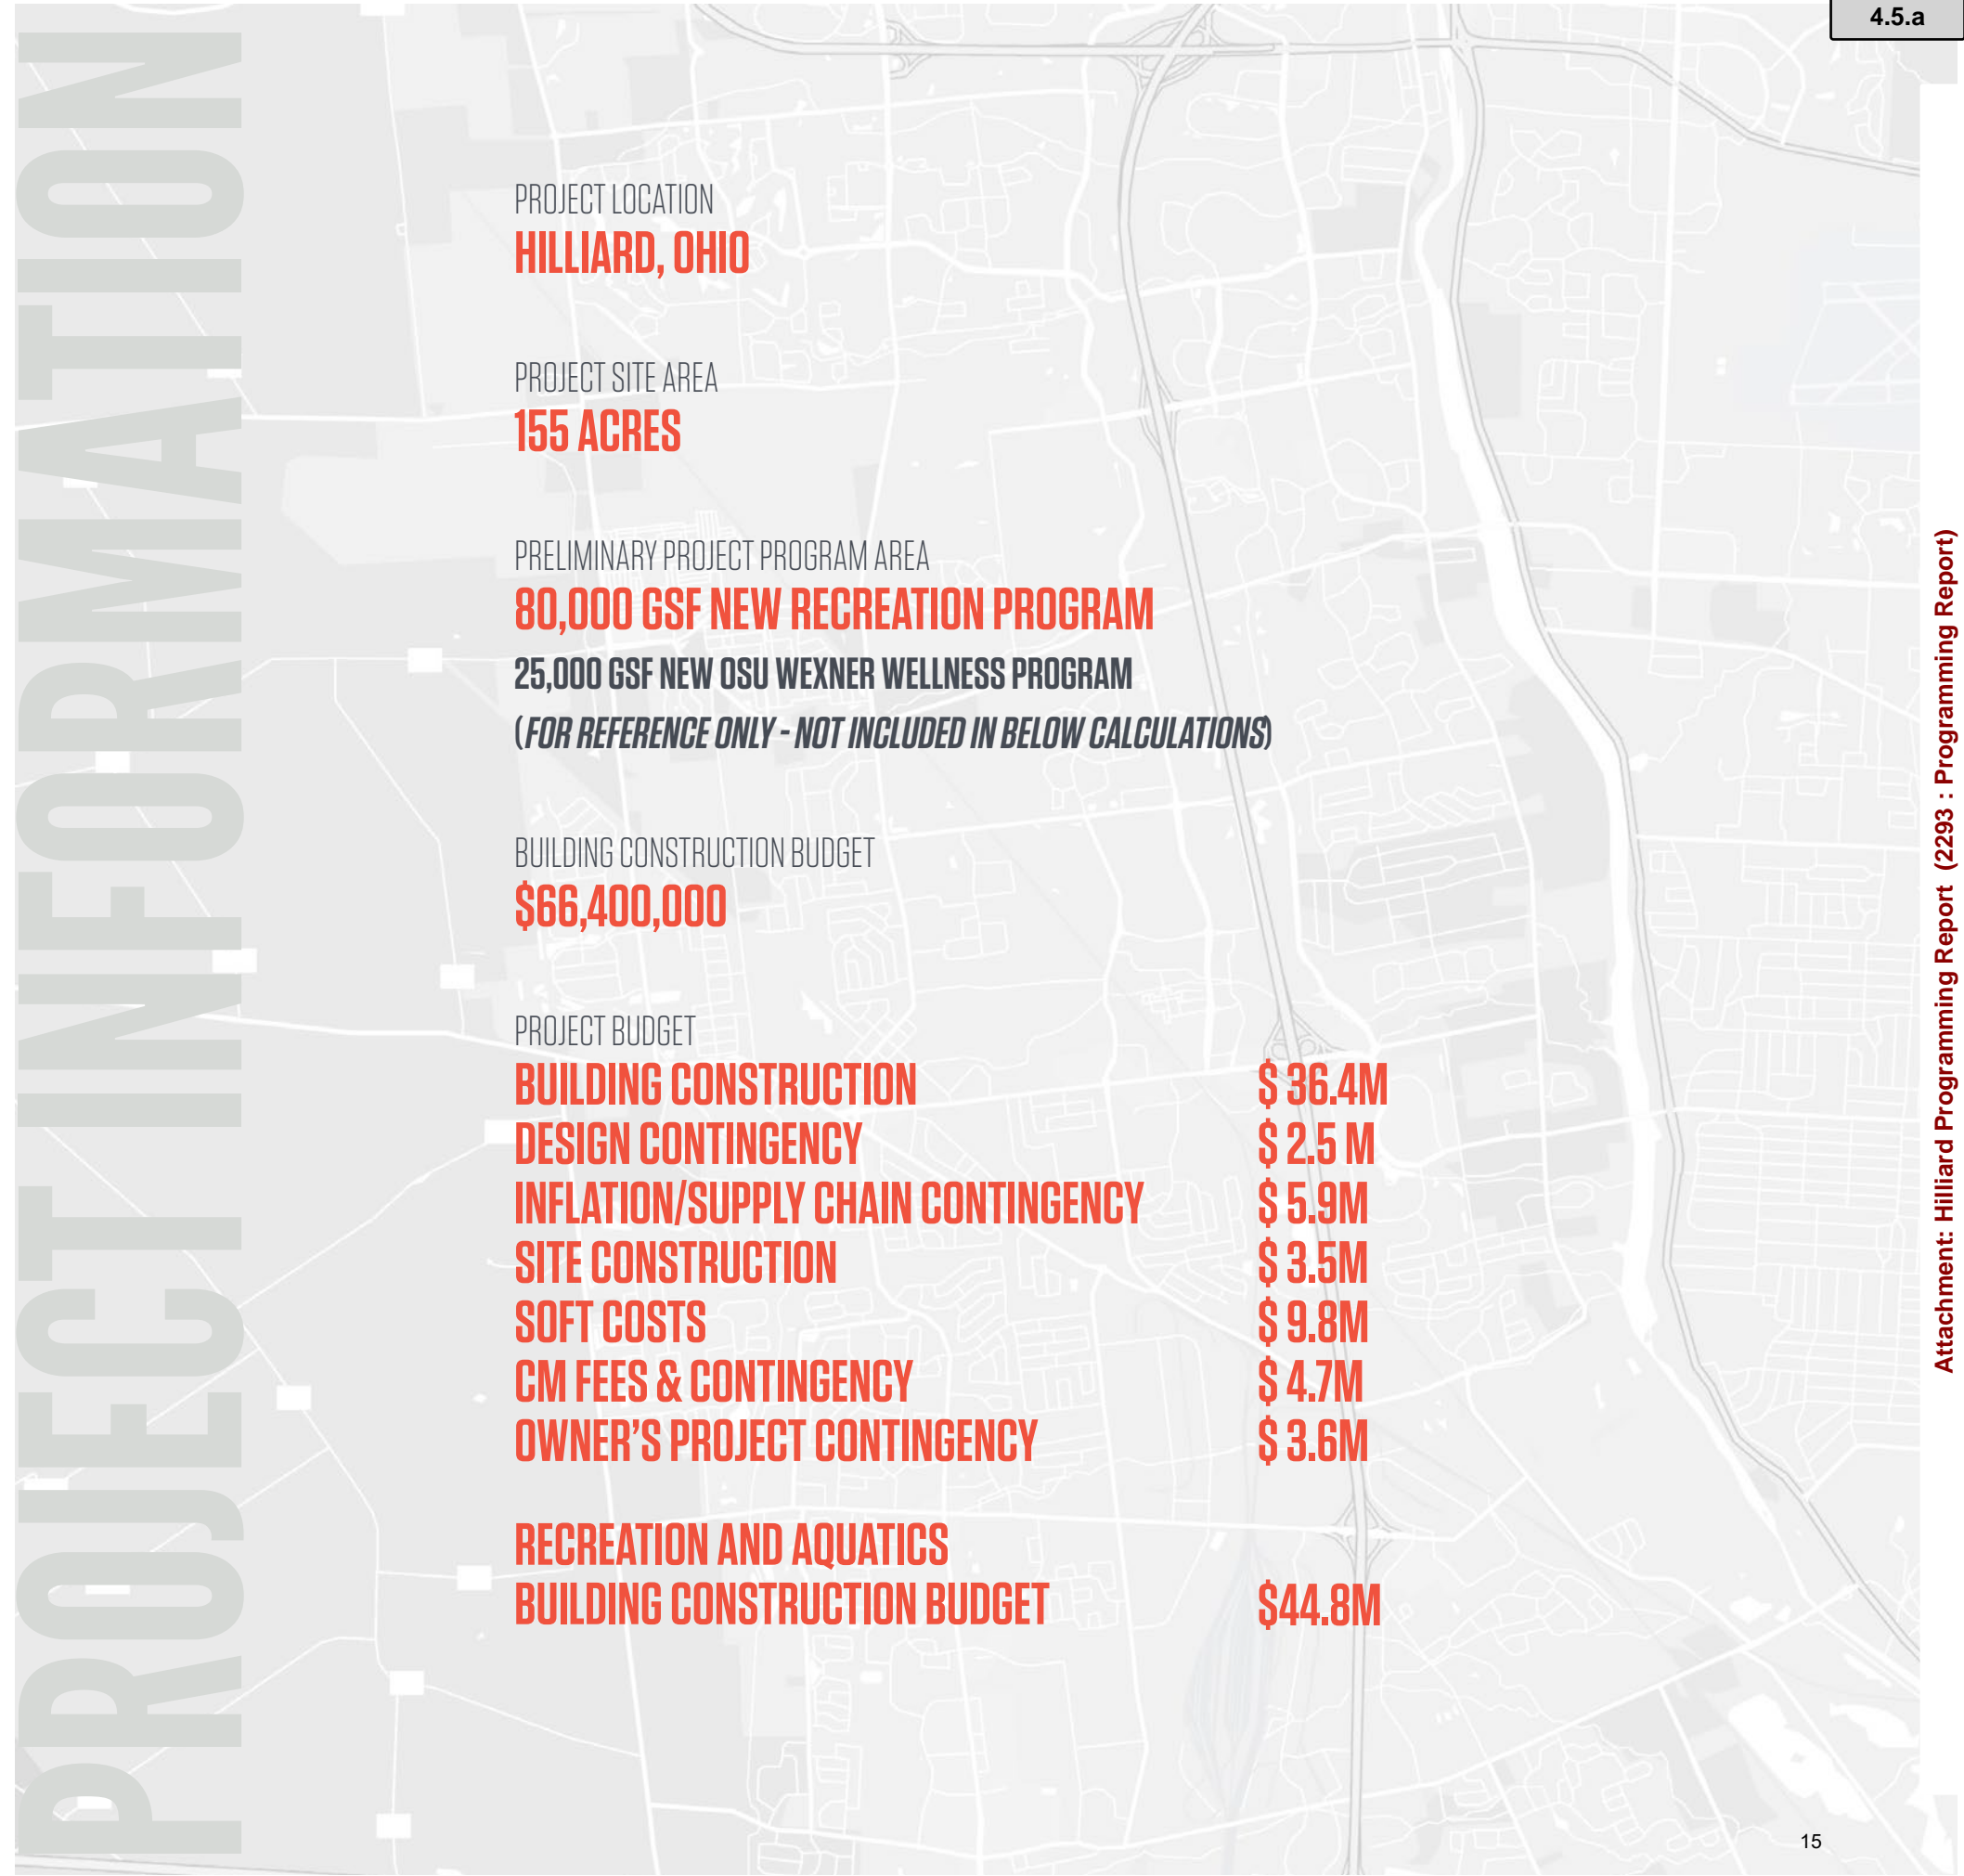 4.5.a
PROJECT INFORMATION
PROJECT LOCATION
HILLIARD, OHIO
PROJECT SITE AREA
155 ACRES
PRELIMINARY PROJECT PROGRAM AREA
80,000 GSF NEW RECREATION PROGRAM
25,000 GSF NEW OSU WEXNER WELLNESS PROGRAM
(FOR REFERENCE ONLY - NOT INCLUDED IN BELOW CALCULATIONS)
BUILDING CONSTRUCTION BUDGET
$66,400,000
PROJECT BUDGET
BUILDING CONSTRUCTION $ 36.4M
DESIGN CONTINGENCY $ 2.5 M
INFLATION/SUPPLY CHAIN CONTINGENCY $ 5.9M
SITE CONSTRUCTION $ 3.5M
SOFT COSTS $ 9.8M
CM FEES & CONTINGENCY $ 4.7M
OWNER'S PROJECT CONTINGENCY $ 3.6M
RECREATION AND AQUATICS
BUILDING CONSTRUCTION BUDGET $44.8M
Attachment: Hilliard Programming Report (2293 : Programming Report)
15